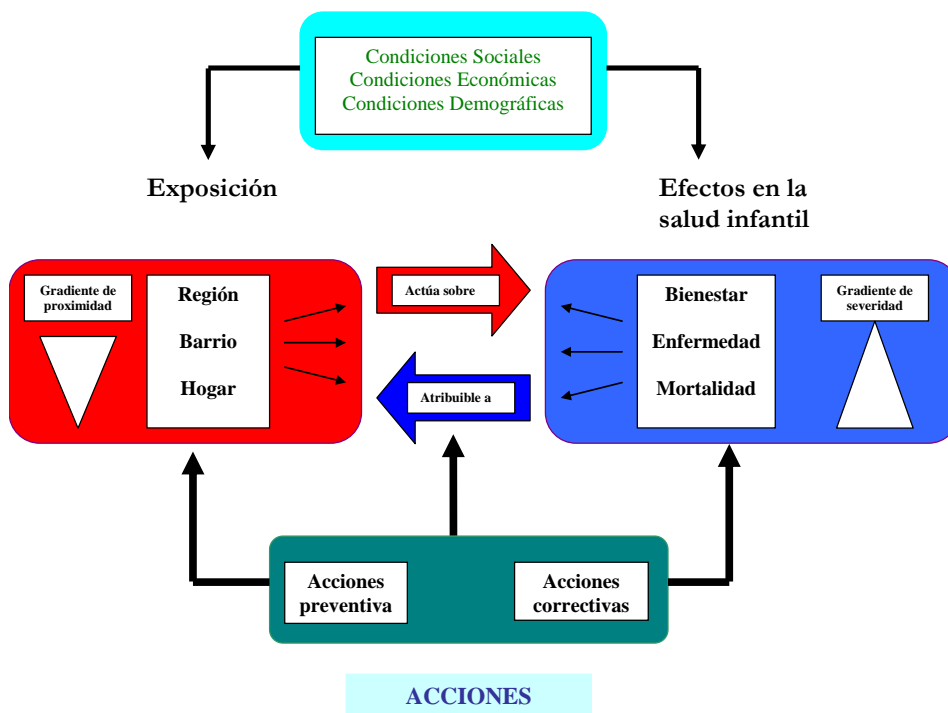 Condiciones Sociales
Condiciones Económicas
Condiciones Demográficas
Exposición
Efectos en la
salud infantil
Gradiente de
proximidad
Región
Barrio
Hogar
Actúa sobre
Atribuible a
Bienestar
Enfermedad
Mortalidad
Gradiente de
severidad
Acciones
preventiva
Acciones
correctivas
ACCIONES